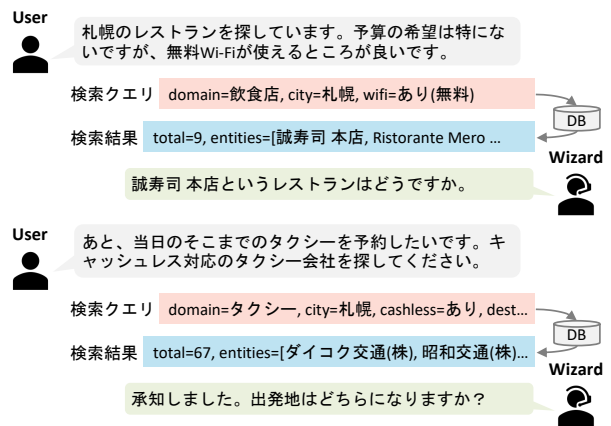 User
札幌のレストランを探しています。予算の希望は特にな
いですが、無料Wi-Fiが使えるところが良いです。
検索クエリ domain=飲食店, city=札幌, wifi=あり(無料)
DB
検索結果 total=9, entities=[誠寿司 本店, Ristorante Mero ...
Wizard
誠寿司 本店というレストランはどうですか。
User
あと、当日のそこまでのタクシーを予約したいです。キ
ャッシュレス対応のタクシー会社を探してください。
検索クエリ domain=タクシー, city=札幌, cashless=あり, dest...
DB
検索結果 total=67, entities=[ダイコク交通(株), 昭和交通(株)...
Wizard
承知しました。出発地はどちらになりますか？